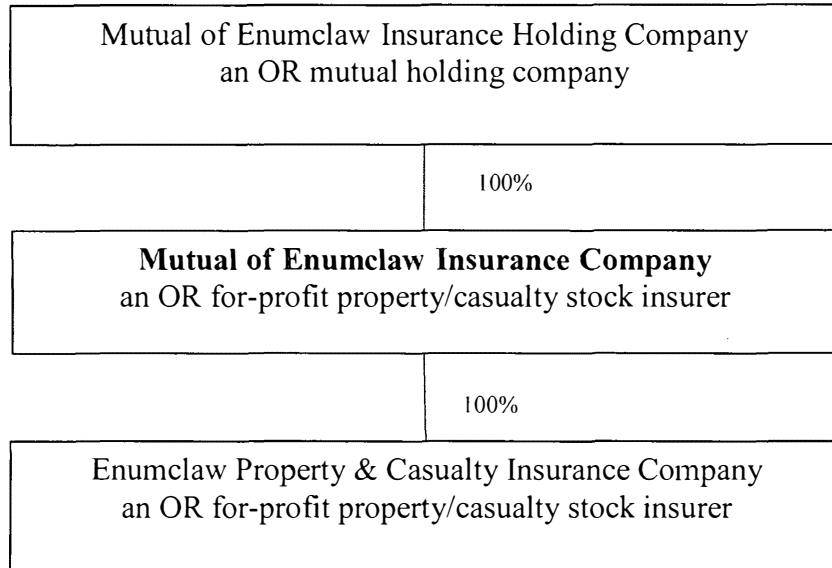 Mutual of Enumclaw Insurance Holding Company
an OR mutual holding company
100%
Mutual of Enumclaw Insurance Company
an OR for-profit property/casualty stock insurer
100%
Enumclaw Property & Casualty Insurance Company
an OR for-profit property/casualty stock insurer